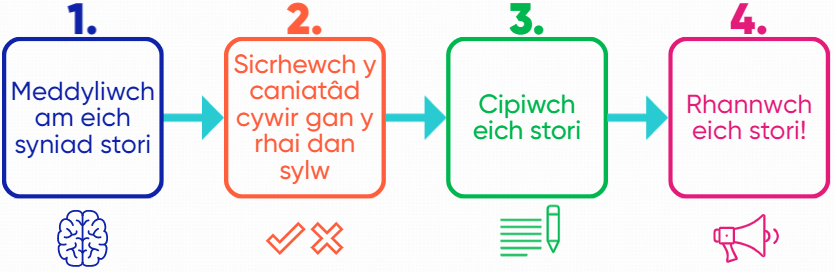 1.
Meddyliwch
am eich
syniad stori
2.
Sicrhewch y
caniatâd
cywir gan y
rhai dan
sylw
3.
Cipiwch
eich stori
4.
Rhannwch
eich stori!